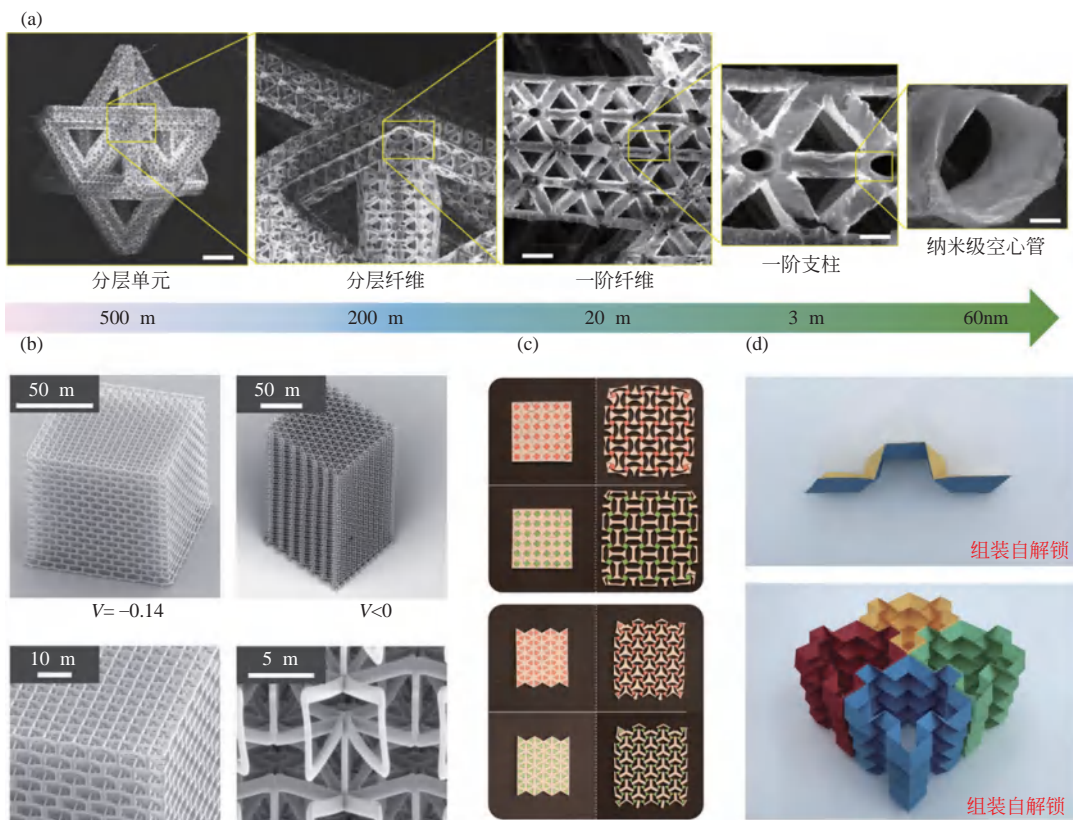 (a)
分层单元
分层纤维
一阶纤维
一阶支柱
纳米级空心管
500 m
200 m
20 m
3 m
60nm
(b)
(c)
(d)
50 m
50 m
V= −0.14
V<0
10 m
5 m
组装自解锁
组装自解锁